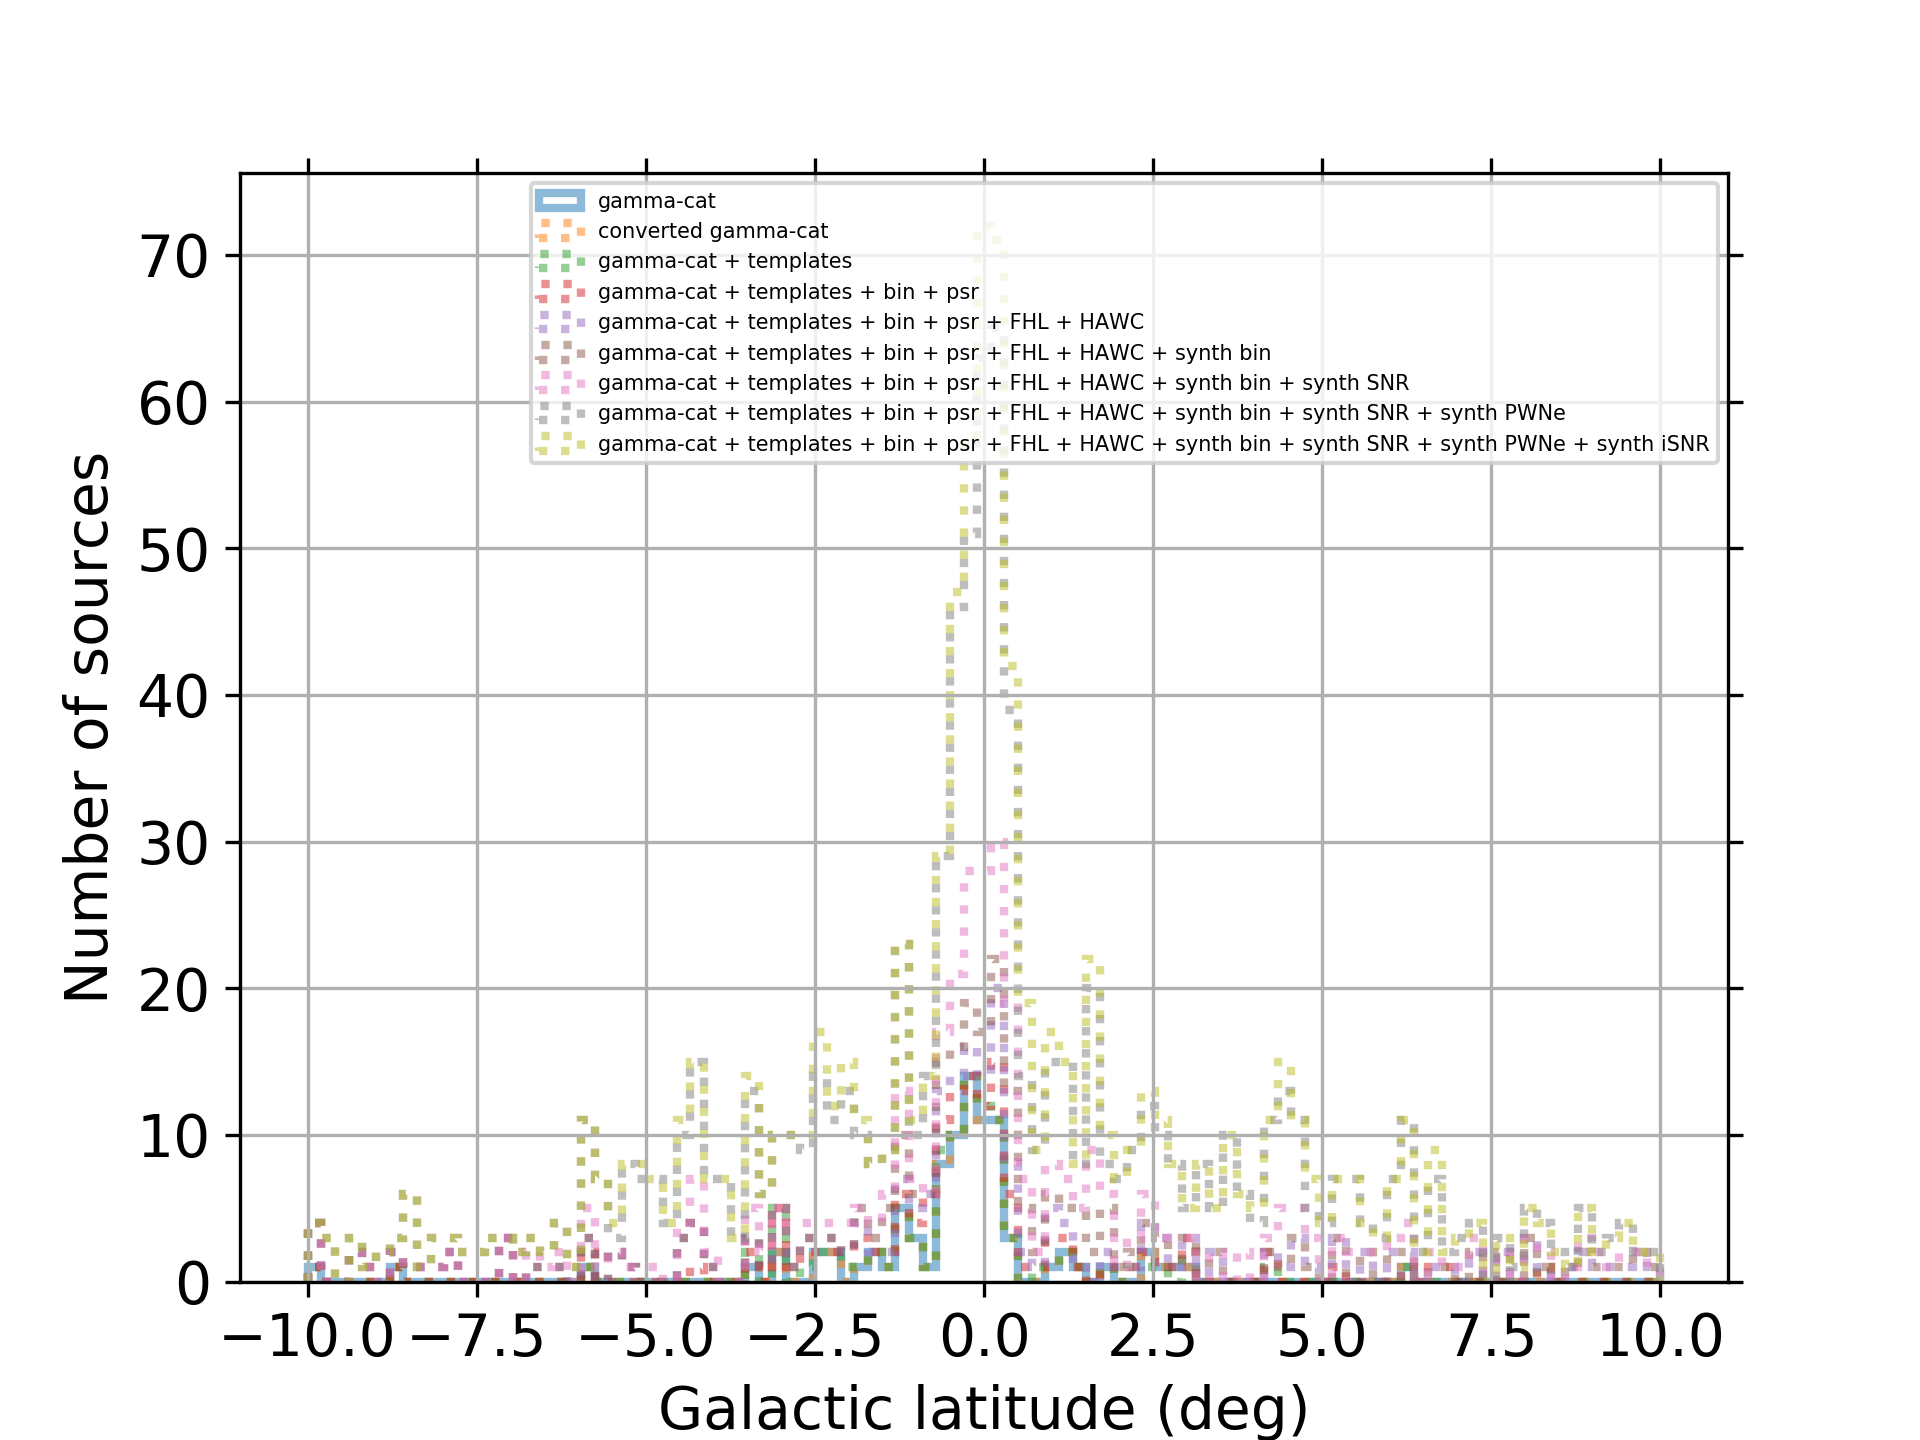 gamma-cat
converted gamma-cat
gamma-cat + templates
gamma-cat + templates + bin + psr
gamma-cat + templates + bin + psr + FHL + HAWC
gamma-cat + templates + bin + psr + FHL + HAWC + synth bin
gamma-cat + templates + bin + psr + FHL + HAWC + synth bin + synth SNR
gamma-cat + templates + bin + psr + FHL + HAWC + synth bin + synth SNR + synth PWNe
gamma-cat + templates + bin + psr + FHL + HAWC + synth bin + synth SNR + synth PWNe + synth iSNR
70
60
50
40
30
20
10
0
Number of sources
−10.0 −7.5 −5.0 −2.5 0.0 2.5 5.0 7.5 10.0
Galactic latitude (deg)